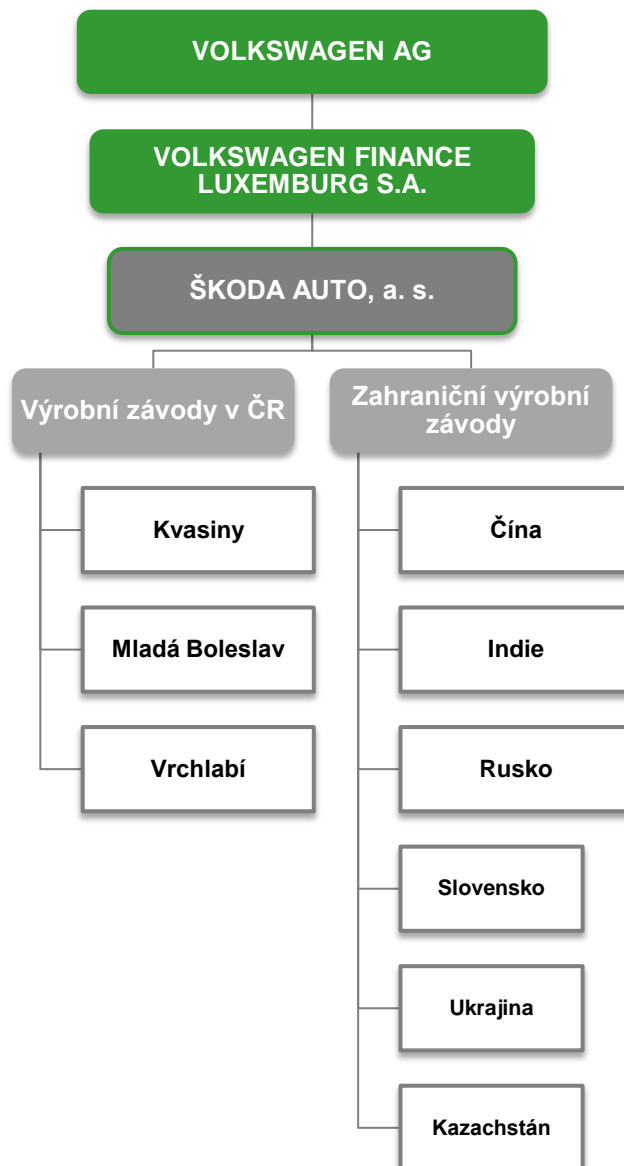 VOLKSWAGEN AG
VOLKSWAGEN FINANCE
LUXEMBURG S.A.
ŠKODA AUTO, a. s.
Výrobní závody v ČR
Kvasiny
Mladá Boleslav
Vrchlabí
Zahraniční výrobní
závody
Čína
Indie
Rusko
Slovensko
Ukrajina
Kazachstán